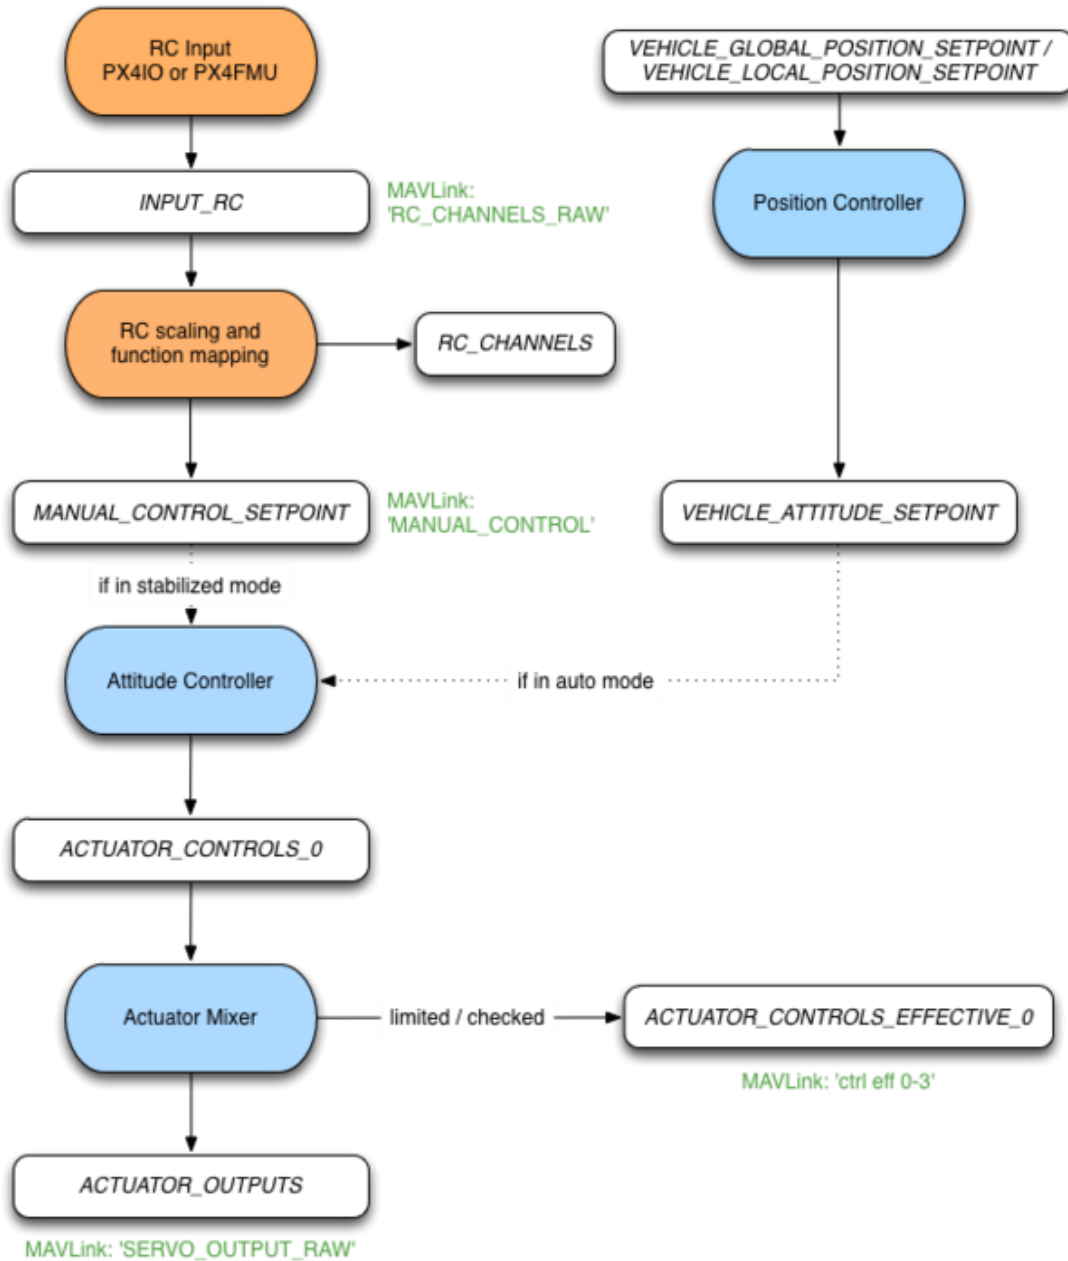 RC Input
PX4IO or PX4FMU
VEHICLE_GLOBAL_POSITION_SETPOINT /
VEHICLE_LOCAL_POSITION_SETPOINT
INPUT_RC
MAVLink:
'RC_CHANNELS_RAW'
Position Controller
RC scaling and
function mapping
RC_CHANNELS
MANUAL_CONTROL_SETPOINT
MAVLink:
'MANUAL_CONTROL'
VEHICLE_ATTITUDE_SETPOINT
if in stabilized mode
Attitude Controller
if in auto mode
ACTUATOR_CONTROLS_0
Actuator Mixer
limited / checked
ACTUATOR_CONTROLS_EFFECTIVE_0
MAVLink: 'ctrl eff 0-3'
ACTUATOR_OUTPUTS
MAVLink: 'SERVO_OUTPUT_RAW'